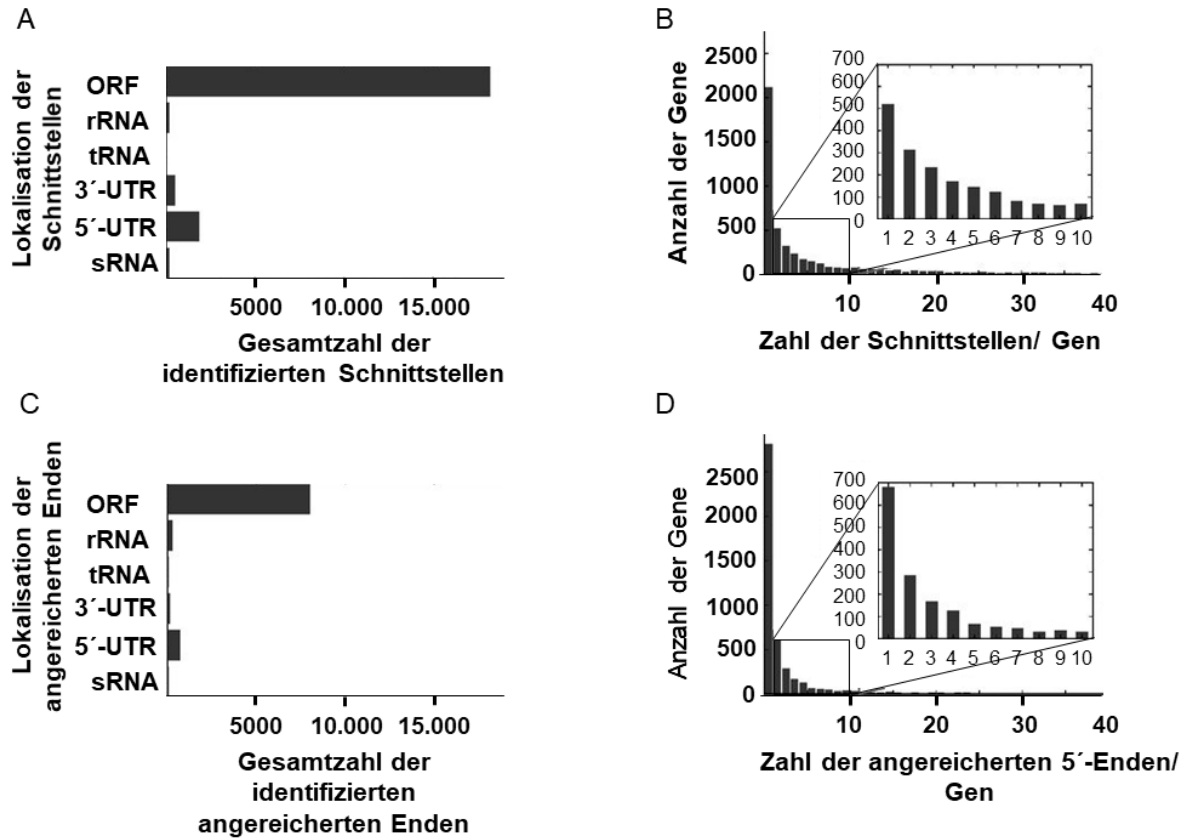 A
Lokalisation der
Schnittstellen
ORF
rRNA
tRNA
3´-UTR
5´-UTR
sRNA
5000 10.000 15.000
Gesamtzahl der
identifizierten Schnittstellen
B
Anzahl der Gene
2500
2000
1500
1000
500
0
700
600
500
400
300
200
100
0
1 2 3 4 5 6 7 8 9 10
10 20 30 40
Zahl der Schnittstellen/ Gen
C
Lokalisation der
angereicherten Enden
ORF
rRNA
tRNA
3´-UTR
5´-UTR
sRNA
5000 10.000 15.000
Gesamtzahl der
identifizierten
angereicherten Enden
D
Anzahl der Gene
2500
2000
1500
1000
500
0
700
600
500
400
300
200
100
0
1 2 3 4 5 6 7 8 9 10
10 20 30 40
Zahl der angereicherten 5´-Enden/
Gen